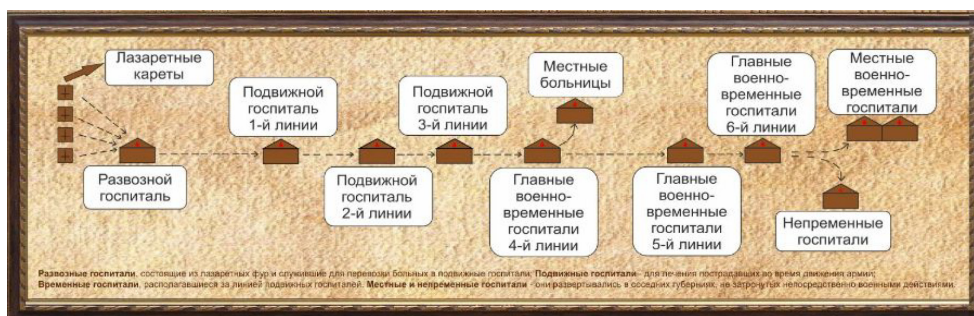 Лазаретные
кареты
Развозной
госпиталь
Подвижной
госпиталь
1-й линии
Подвижной
госпиталь
2-й линии
Подвижной
госпиталь
3-й линии
Главные
военно-
временные
госпитали
4-й линии
Местные
больницы
Главные
военно-
временные
госпитали
5-й линии
Главные
военно-
временные
госпитали
6-й линии
Местные
военно-
временные
госпитали
Непременные
госпитали
Развозные госпитали, состоящие из лазаретных фур и служившие для перевозки больных в подвижные госпитали; Подвижные госпитали - для лечения пострадавших во время движения армии;
Временные госпитали, располагавшиеся за линией подвижных госпиталей. Местные и непременные госпитали - они развертывались в соседних губерниях, не затронутых непосредственно военными действиями.